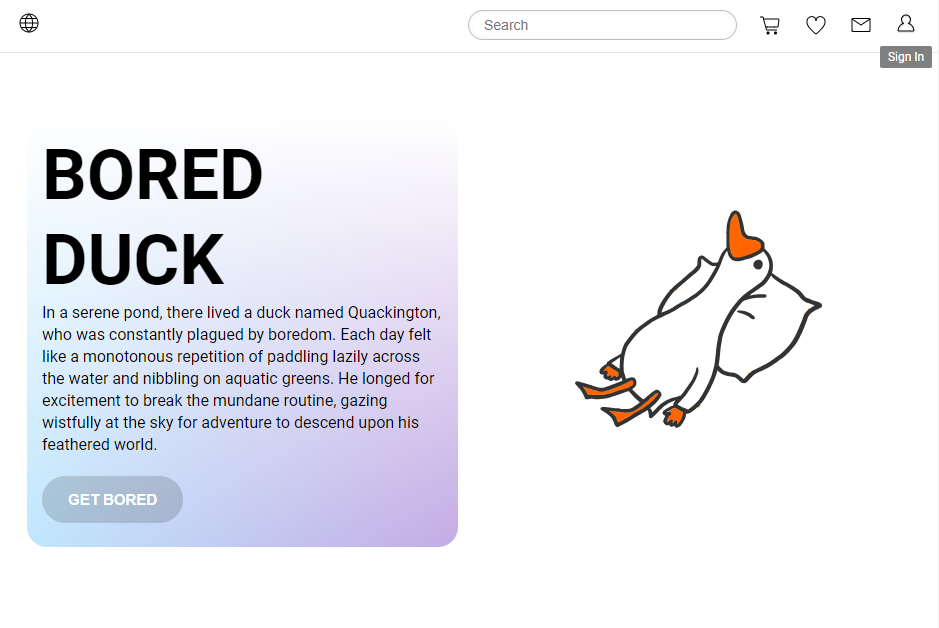 Search
Sign In
BORED
DUCK
In a serene pond, there lived a duck named Quackington,
who was constantly plagued by boredom. Each day felt
like a monotonous repetition of paddling lazily across
the water and nibbling on aquatic greens. He longed for
excitement to break the mundane routine, gazing
wistfully at the sky for adventure to descend upon his
feathered world.
GET BORED